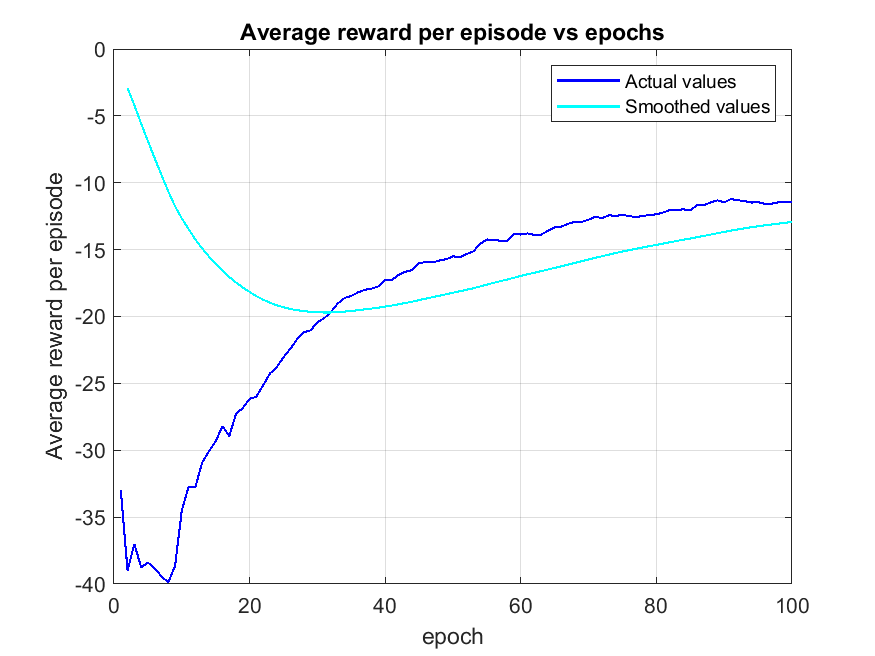 Average reward per episode vs epochs
Average reward per episode
0
-5
-10
-15
-20
-25
-30
-35
-40
0 20 40 60 80 100
epoch
Actual values
Smoothed values